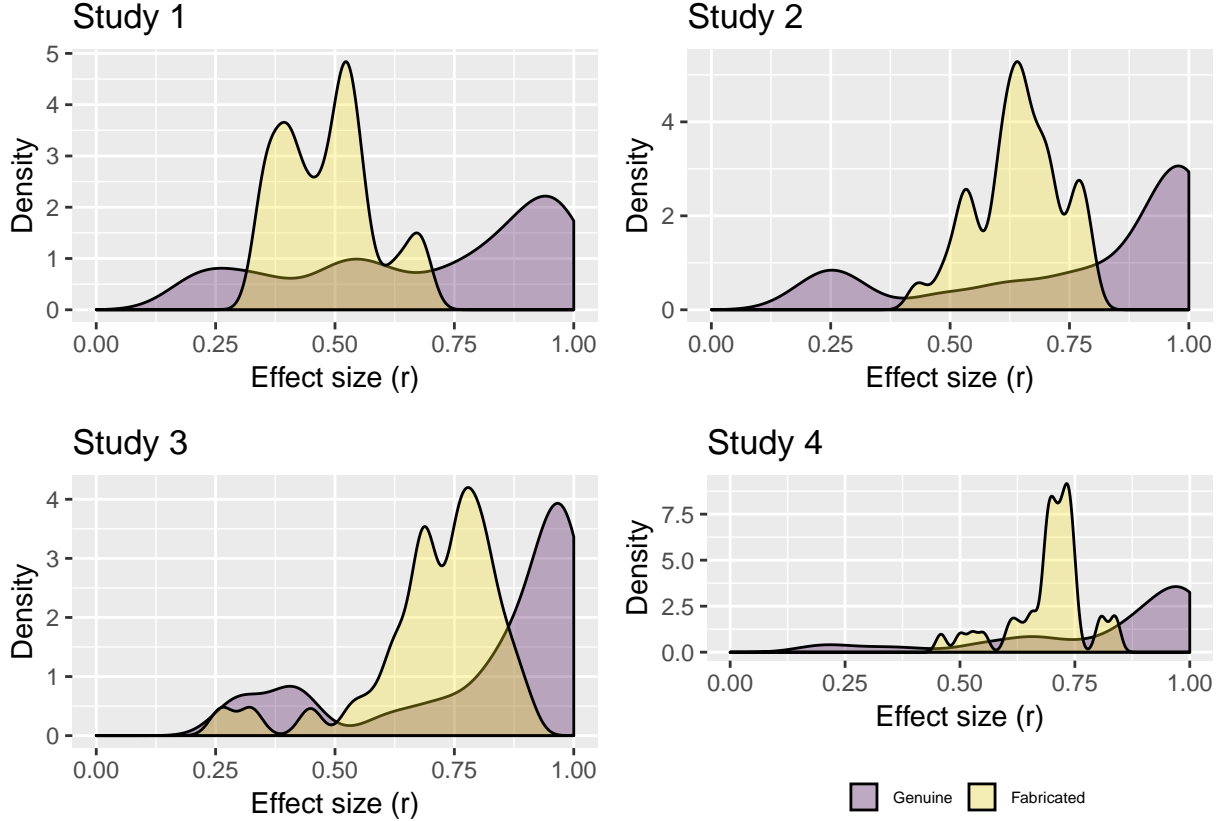 Study 1
5
4
3
2
1
0
Density
0.00 0.25 0.50 0.75 1.00
Effect size (r)
Study 2
4
2
0
Density
0.00 0.25 0.50 0.75 1.00
Effect size (r)
Study 3
4
3
2
1
0
Density
0.00 0.25 0.50 0.75 1.00
Effect size (r)
Study 4
7.5
5.0
2.5
0.0
Density
0.00 0.25 0.50 0.75 1.00
Effect size (r)
Genuine Fabricated